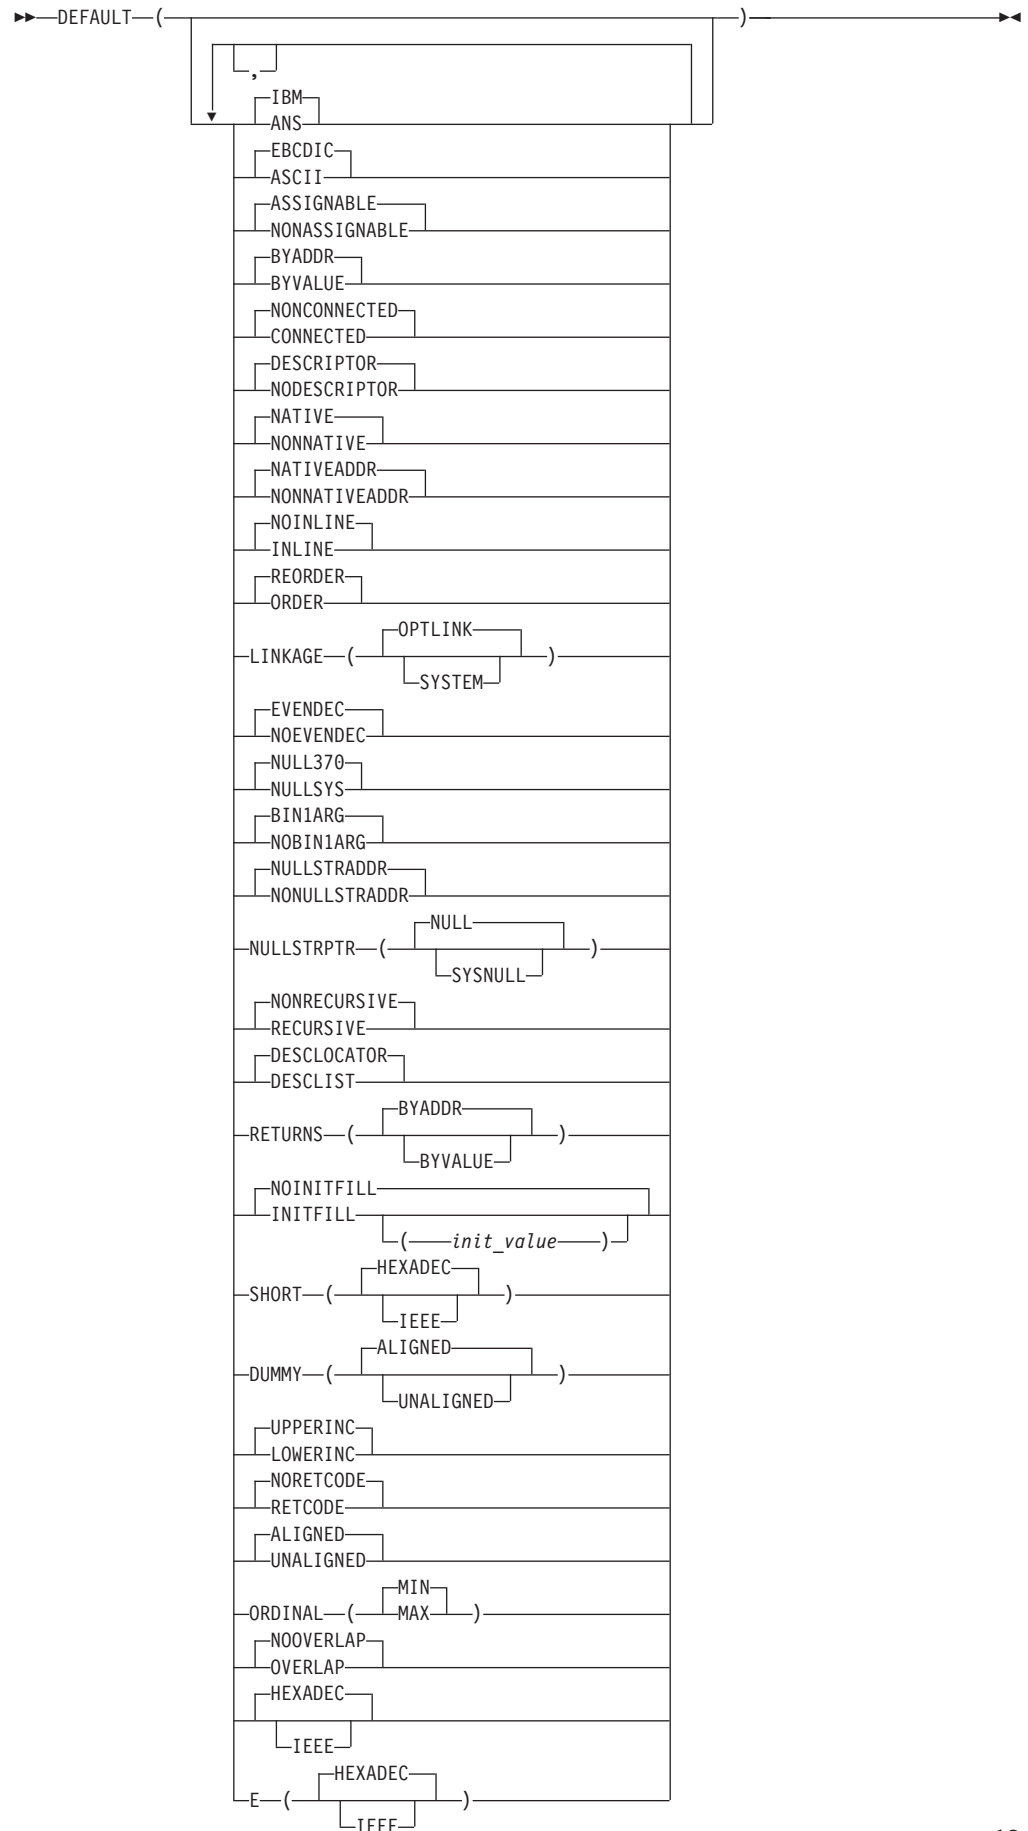 DEFAULT ( )
,
IBM
ANS
EBCDIC
ASCII
ASSIGNABLE
NONASSIGNABLE
BYADDR
BYVALUE
NONCONNECTED
CONNECTED
DESCRIPTOR
NODESCRIPTOR
NATIVE
NONNATIVE
NATIVEADDR
NONNATIVEADDR
NOINLINE
INLINE
REORDER
ORDER
OPTLINK
LINKAGE ( )
SYSTEM
EVENDEC
NOEVENDEC
NULL370
NULLSYS
BIN1ARG
NOBIN1ARG
NULLSTRADDR
NONULLSTRADDR
NULL
NULLSTRPTR ( )
SYSNULL
NONRECURSIVE
RECURSIVE
DESCLOCATOR
DESCLIST
BYADDR
RETURNS ( )
BYVALUE
NOINITFILL
INITFILL
( init_value )
HEXADEC
SHORT ( )
IEEE
ALIGNED
DUMMY ( )
UNALIGNED
UPPERINC
LOWERINC
NORETCODE
RETCODE
ALIGNED
UNALIGNED
MIN
ORDINAL ( MAX )
NOOVERLAP
OVERLAP
HEXADEC
IEEE
HEXADEC
E ( )
IEEE